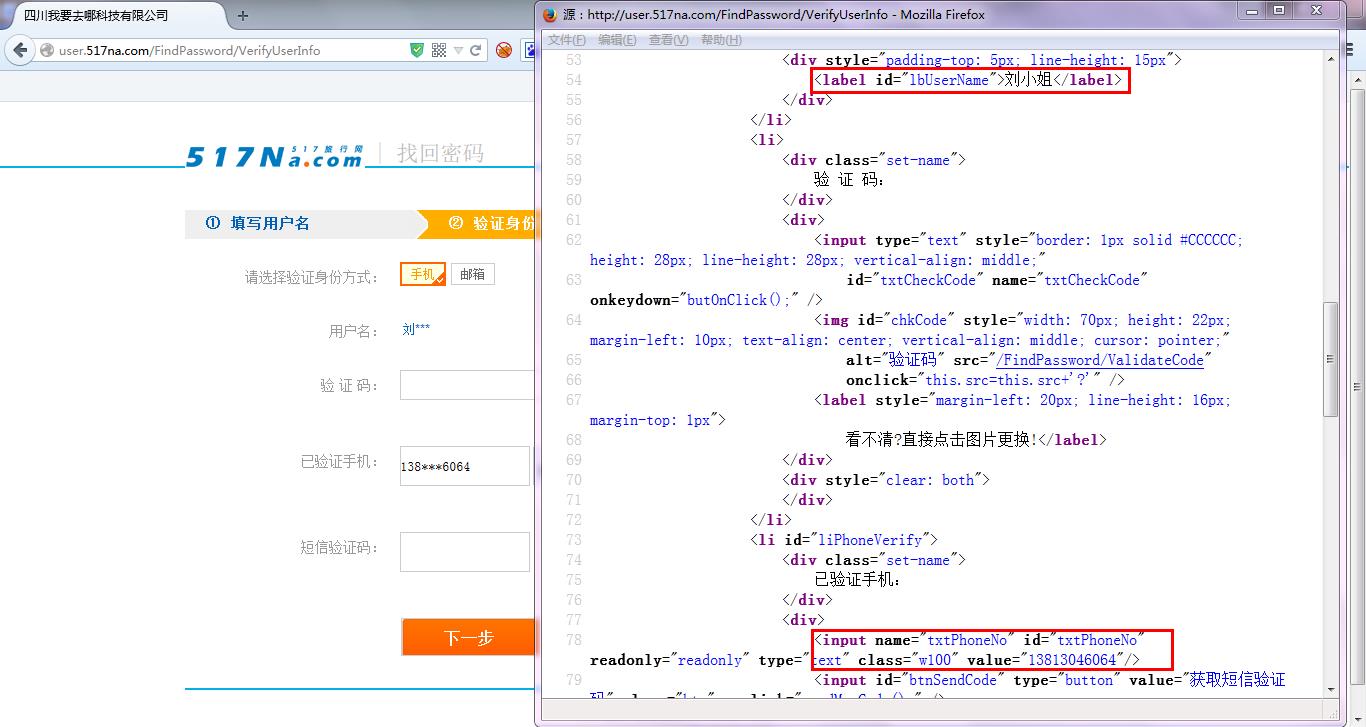 四川我要去哪科技有限公司
user.517na.com/FindPassword/VerifyUserInfo
517Na.com
517旅行网
找回密码
① 填写用户名
② 验证身份
请选择验证身份方式:
手机
邮箱
用户名:
刘***
验 证 码:
已验证手机:
138***6064
短信验证码:
下一步
源 : http://user.517na.com/FindPassword/VerifyUserInfo - Mozilla Firefox
文件(F) 编辑(E) 查看(V) 帮助(H)
53 <div style="padding-top: 5px; line-height: 15px">
54 <label id="lbUserName">刘小姐</label>
55 </div>
56 </li>
57 <li>
58 <div class="set-name">
59 验 证 码:
60 </div>
61 <div>
62 <input type="text" style="border: 1px solid #CCCCCC;
height: 28px; line-height: 28px; vertical-align: middle;"
63 id="txtCheckCode" name="txtCheckCode"
onkeydown="butOnClick();" />
64 <img id="chkCode" style="width: 70px; height: 22px;
margin-left: 10px; text-align: center; vertical-align: middle; cursor: pointer;"
65 alt="验证码" src="/FindPassword/ValidateCode"
66 onclick="this.src=this.src+'?'" />
67 <label style="margin-left: 20px; line-height: 16px;
margin-top: 1px">
68 看不清?直接点击图片更换!</label>
69 </div>
70 <div style="clear: both">
71 </div>
72 </li>
73 <li id="liPhoneVerify">
74 <div class="set-name">
75 已验证手机:
76 </div>
77 <div>
78 <input name="txtPhoneNo" id="txtPhoneNo"
readonly="readonly" type="text" class="w100" value="13813046064"/>
79 <input id="btnSendCode" type="button" value="获取短信验证